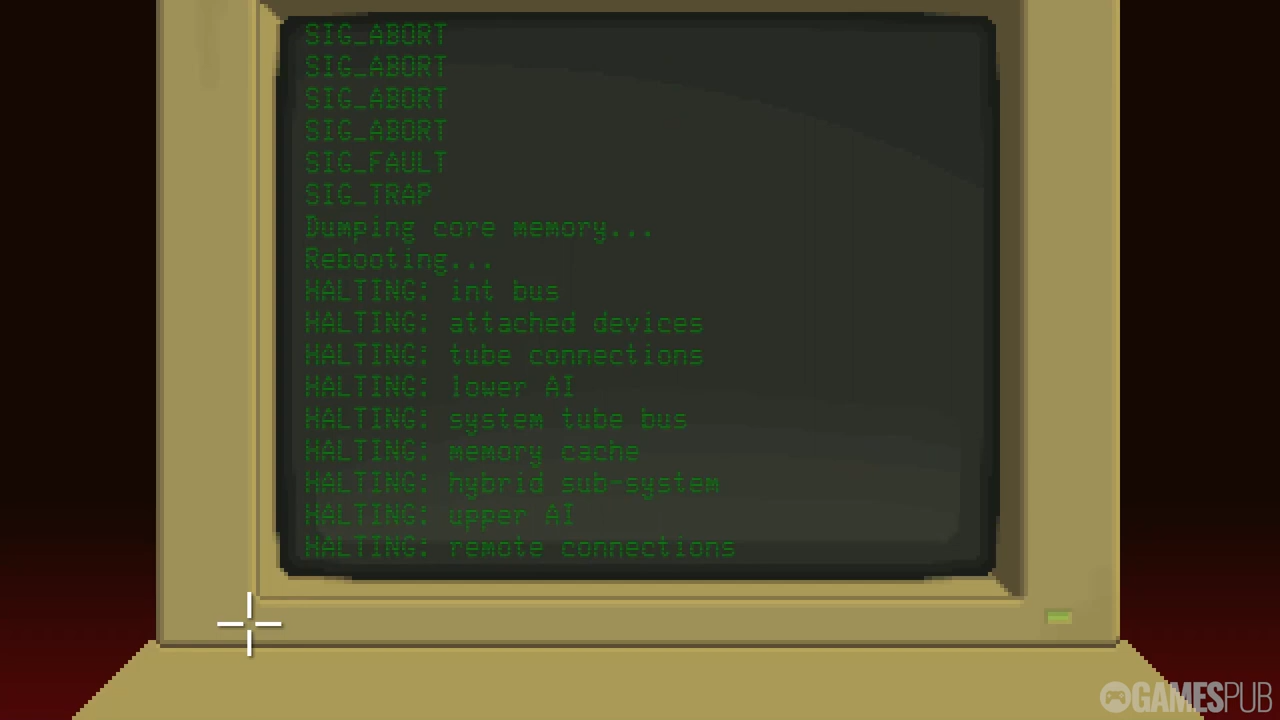 SIG_ABORT
SIG_ABORT
SIG_ABORT
SIG_ABORT
SIG_FAULT
SIG_TRAP
Dumping core memory...
Rebooting...
HALTING: int bus
HALTING: attached devices
HALTING: tube connections
HALTING: lower AI
HALTING: system tube bus
HALTING: memory cache
HALTING: hybrid sub-system
HALTING: upper AI
HALTING: remote connections
GAMESPUB